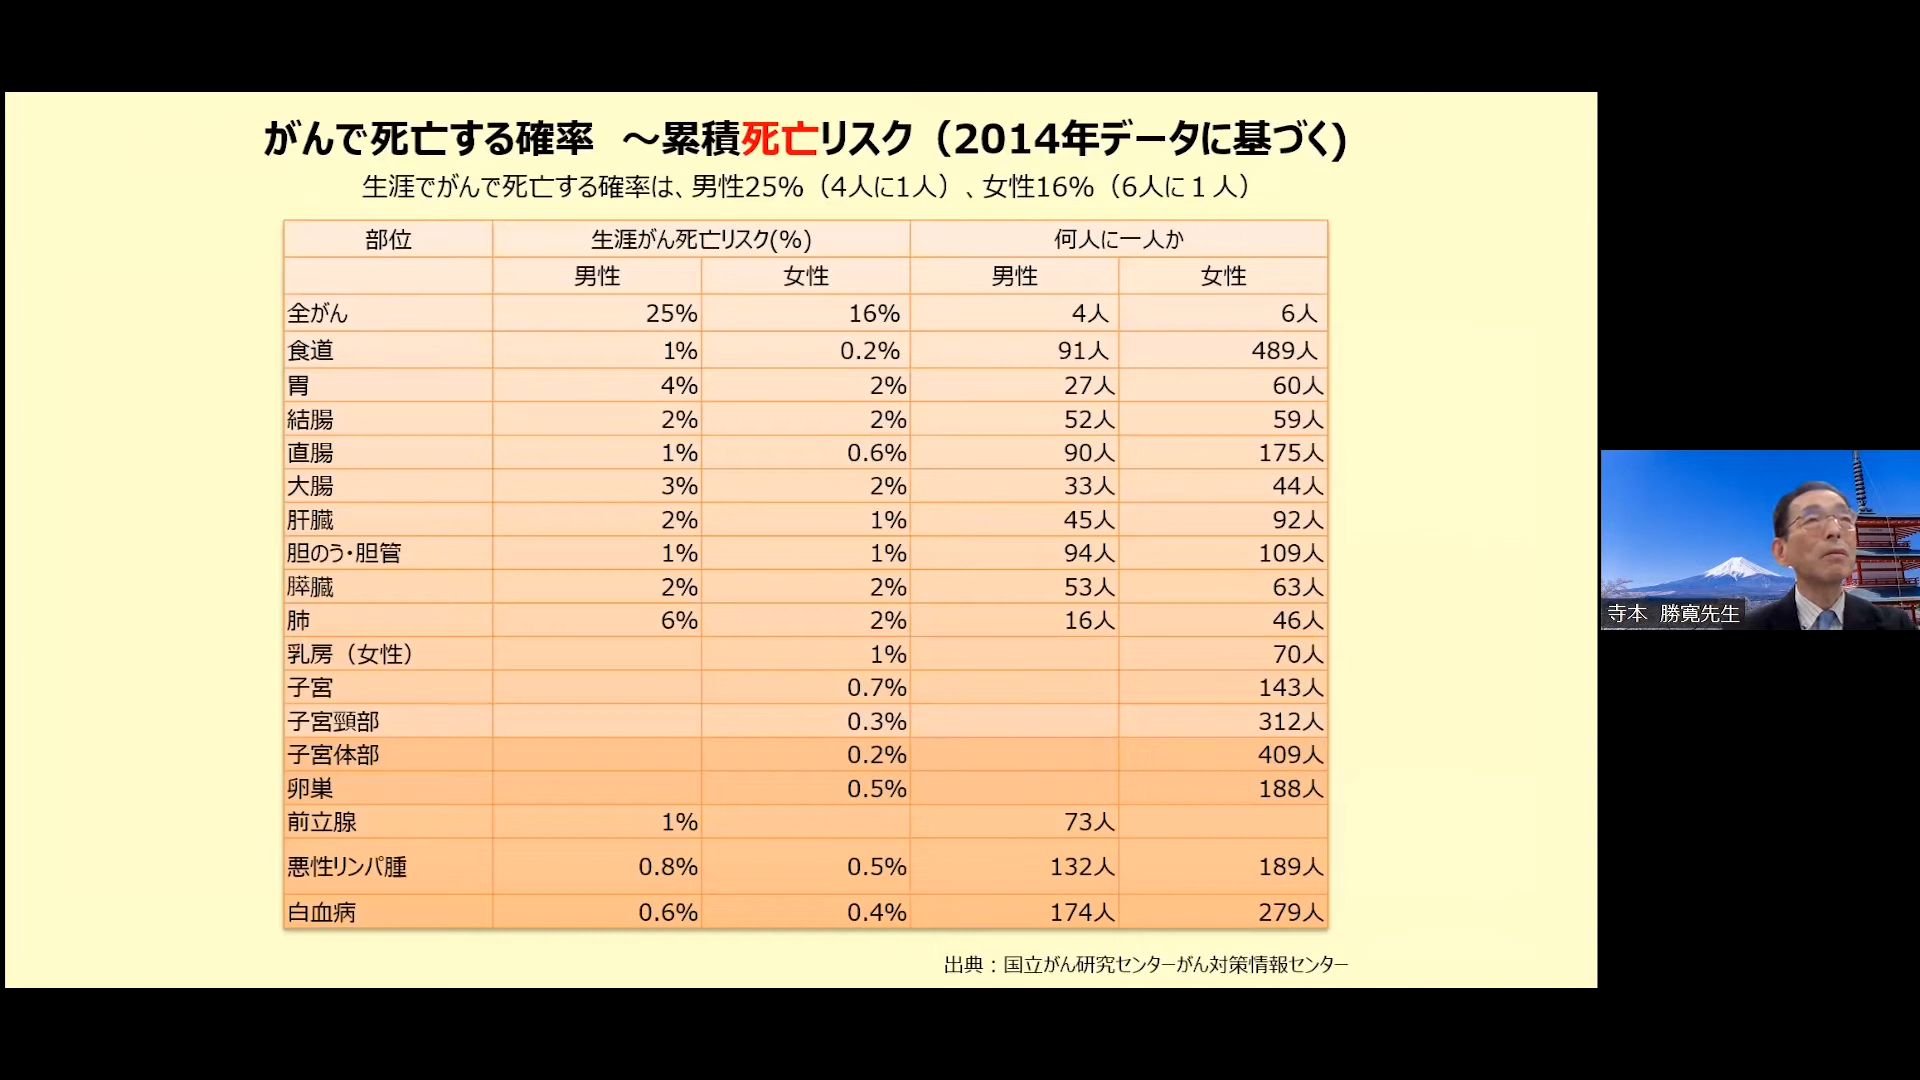 がんで死亡する確率　～累積死亡リスク（2014年データに基づく)
生涯でがんで死亡する確率は、男性25%（4人に1人）、女性16%（6人に１人）
部位 生涯がん死亡リスク(%) 何人に一人か
男性 女性 男性 女性
全がん 25% 16% 4人 6人
食道 1% 0.2% 91人 489人
胃 4% 2% 27人 60人
結腸 2% 2% 52人 59人
直腸 1% 0.6% 90人 175人
大腸 3% 2% 33人 44人
肝臓 2% 1% 45人 92人
胆のう・胆管 1% 1% 94人 109人
膵臓 2% 2% 53人 63人
肺 6% 2% 16人 46人
乳房（女性） 1% 70人
子宮 0.7% 143人
子宮頸部 0.3% 312人
子宮体部 0.2% 409人
卵巣 0.5% 188人
前立腺 1% 73人
悪性リンパ腫 0.8% 0.5% 132人 189人
白血病 0.6% 0.4% 174人 279人
出典：国立がん研究センターがん対策情報センター
寺本　勝寛先生